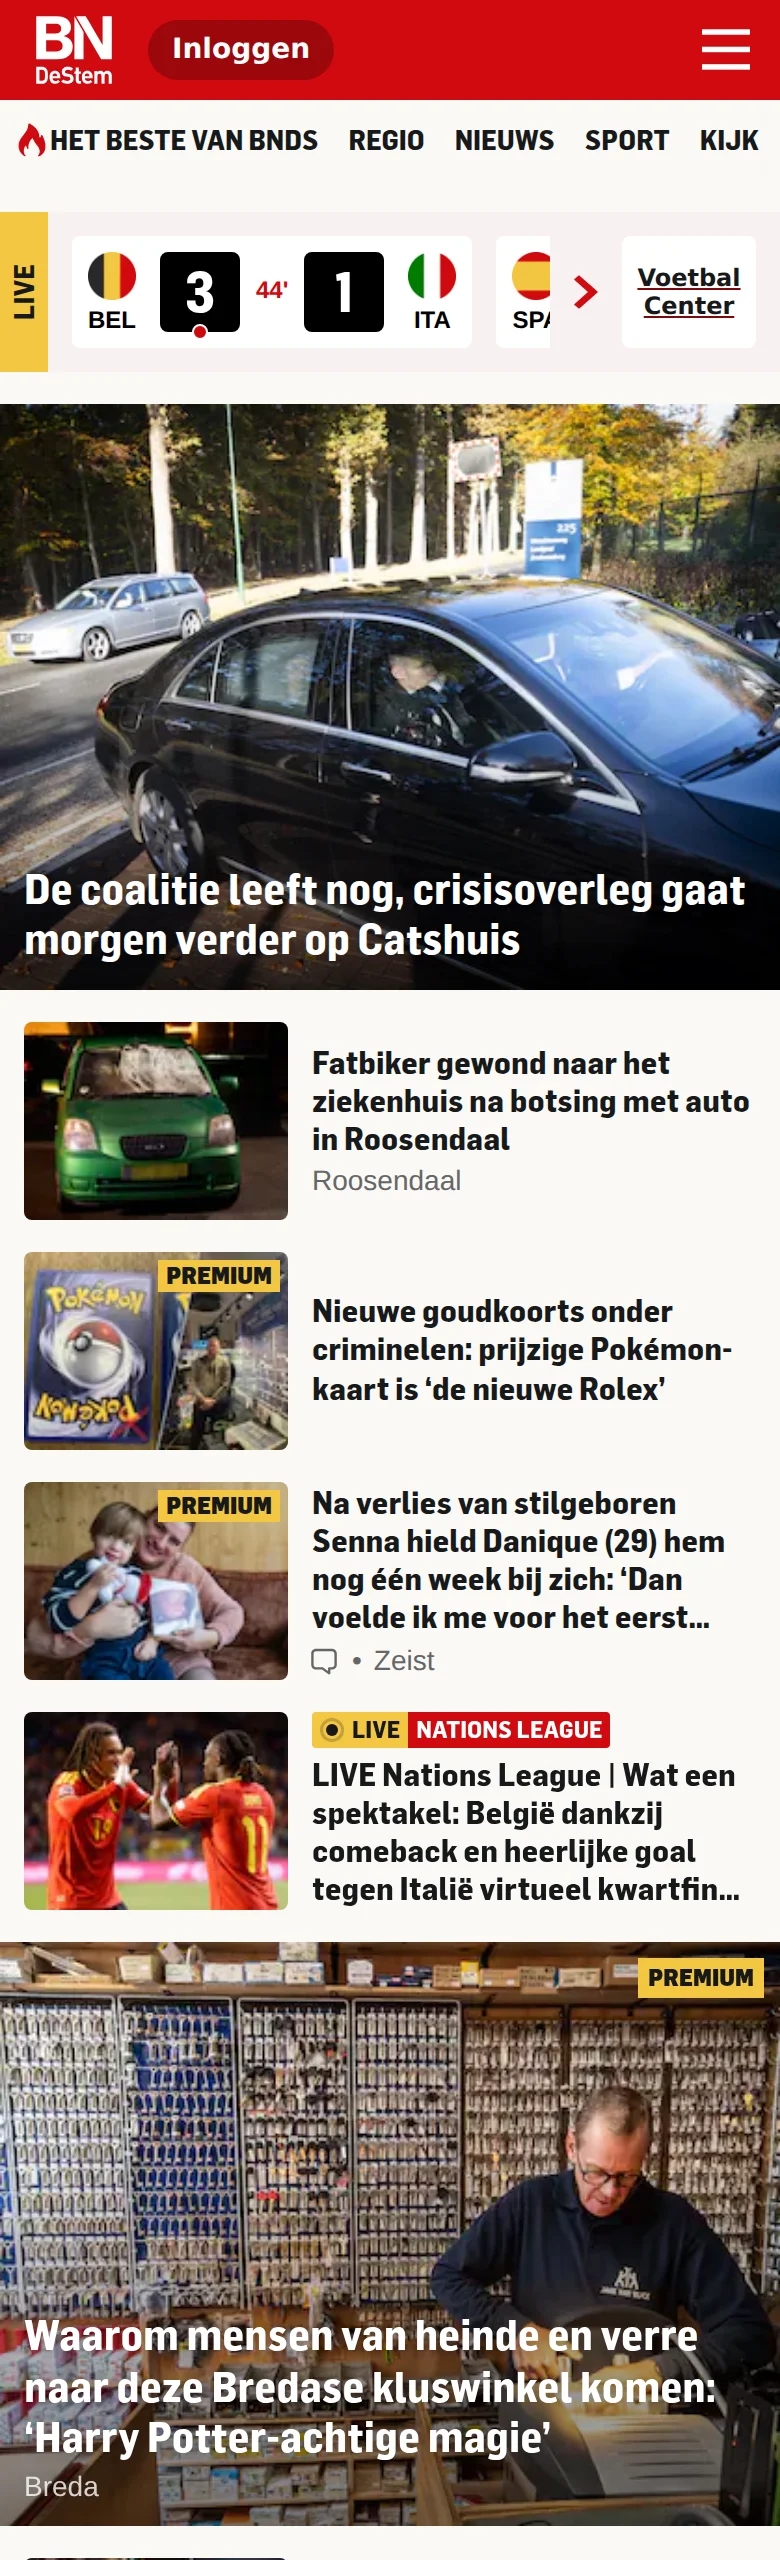 BN
DeStem
Inloggen
HET BESTE VAN BNDS REGIO NIEUWS SPORT KIJK
LIVE
BEL 3 44' 1 ITA
SPA
Voetbal
Center
225
De coalitie leeft nog, crisisoverleg gaat
morgen verder op Catshuis
Fatbiker gewond naar het
ziekenhuis na botsing met auto
in Roosendaal
Roosendaal
PREMIUM
POKéMON
POKéMON
Nieuwe goudkoorts onder
criminelen: prijzige Pokémon-
kaart is ‘de nieuwe Rolex’
PREMIUM
Na verlies van stilgeboren
Senna hield Danique (29) hem
nog één week bij zich: ‘Dan
voelde ik me voor het eerst...
• Zeist
19
11
LIVE NATIONS LEAGUE
LIVE Nations League | Wat een
spektakel: België dankzij
comeback en heerlijke goal
tegen Italië virtueel kwartfin...
PREMIUM
Waarom mensen van heinde en verre
naar deze Bredase kluswinkel komen:
‘Harry Potter-achtige magie’
Breda